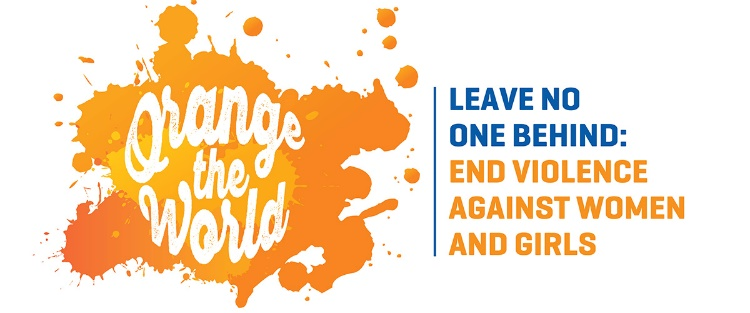 Orange
the
World
LEAVE NO
ONE BEHIND:
END VIOLENCE
AGAINST WOMEN
AND GIRLS